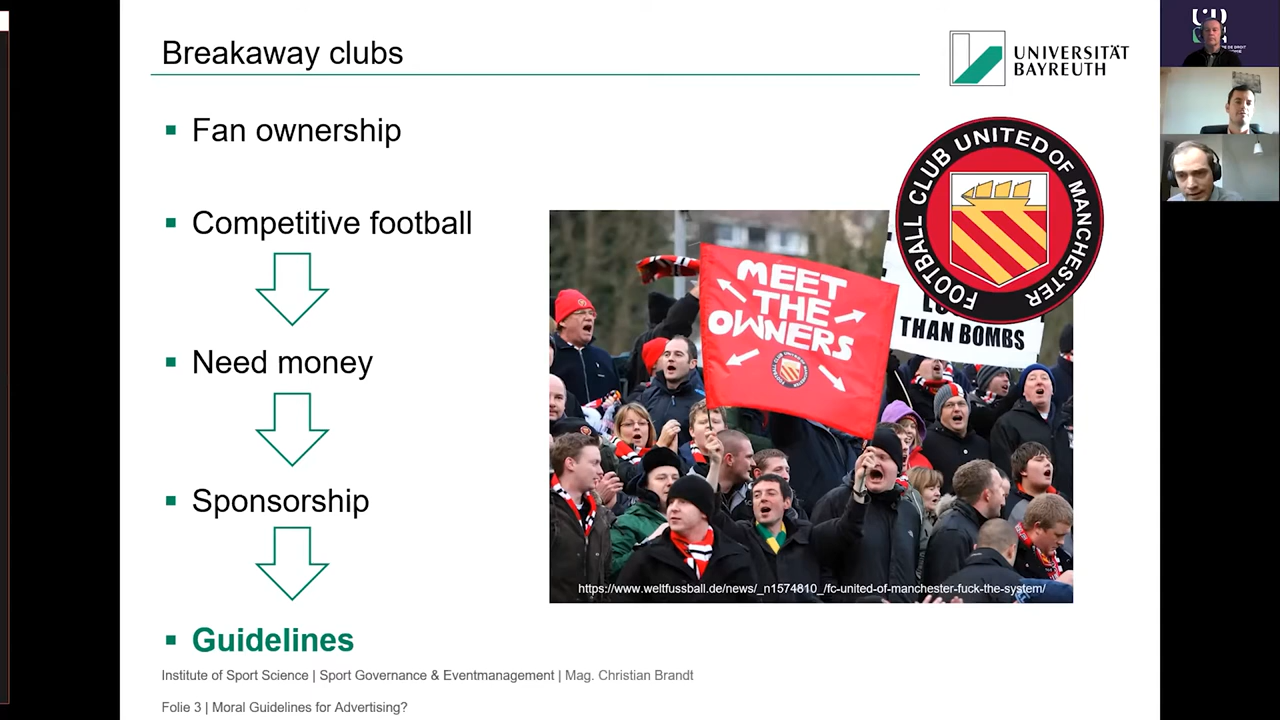 Breakaway clubs
UNIVERSITÄT
BAYREUTH
Fan ownership
Competitive football
Need money
Sponsorship
Guidelines
FOOTBALL CLUB UNITED OF MANCHESTER
MEET
THE
OWNERS
THAN BOMBS
https://www.weltfussball.de/news/_n1574810_/fc-united-of-manchester-fuck-the-system/
Institute of Sport Science | Sport Governance & Eventmanagement | Mag. Christian Brandt
Folie 3 | Moral Guidelines for Advertising?